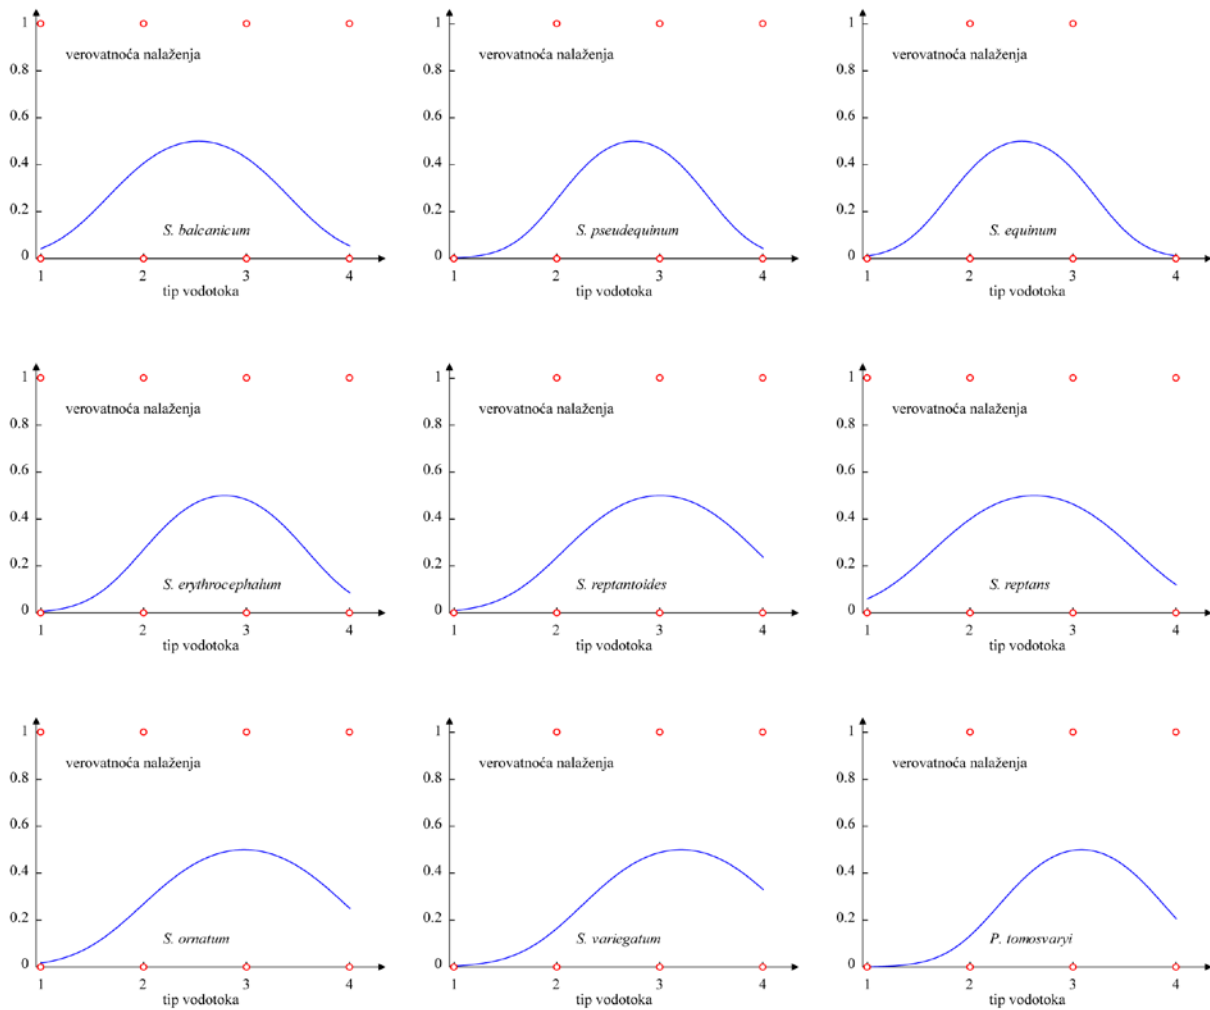 1 1 1
verovatnoća nalaženja verovatnoća nalaženja verovatnoća nalaženja
0.8 0.8 0.8
0.6 0.6 0.6
0.4 0.4 0.4
0.2 0.2 0.2
S. balcanicum S. pseudequinum S. equinum
0 0 0
1 2 3 4 1 2 3 4 1 2 3 4
tip vodotoka tip vodotoka tip vodotoka
1 1 1
verovatnoća nalaženja verovatnoća nalaženja verovatnoća nalaženja
0.8 0.8 0.8
0.6 0.6 0.6
0.4 0.4 0.4
0.2 0.2 0.2
S. erythrocephalum S. reptantoides S. reptans
0 0 0
1 2 3 4 1 2 3 4 1 2 3 4
tip vodotoka tip vodotoka tip vodotoka
1 1 1
verovatnoća nalaženja verovatnoća nalaženja verovatnoća nalaženja
0.8 0.8 0.8
0.6 0.6 0.6
0.4 0.4 0.4
0.2 0.2 0.2
S. ornatum S. variegatum P. tomosvaryi
0 0 0
1 2 3 4 1 2 3 4 1 2 3 4
tip vodotoka tip vodotoka tip vodotoka